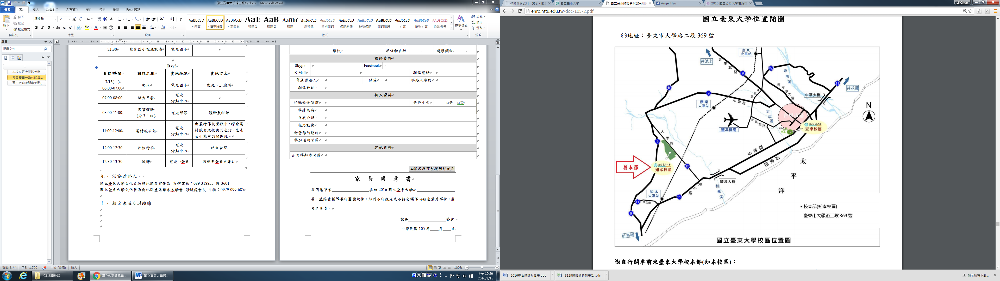 國立臺東大學招生報名.docx - Microsoft Word
檔案 常用 插入 版面配置 參考資料 郵件 校閱 檢視 Foxit PDF
貼上 剪下 複製 複製格式
標楷體 12
AaBbCcD AaBbCcD AaBbCcD
內文 清單段落 無間距 標題 1 標題 2 標題 副標題 區別強調 強調斜體 鮮明強調 強調粗體 引文 鮮明引文 區別參考
變更樣式 尋找 取代 選取
剪貼簿 字型 段落 樣式 編輯
導覽
搜尋文件
本校在夏令營隊整體...
希冀藉由一系列的活...
五、活動時間與地點(...
21:30 電光國小盥洗就寢 電光國小
Day3
日期/時間 課程名稱 實施地點 實施方式
7/13(三)
06:00-07:00 起床 電光國小 盥洗、上廁所
07:00-08:00 活力早餐 電光
活動中心
08:00-11:00 農事體驗
(分 3-4 組) 電光部落 體驗農村樂
11:00-12:00 農村碗公飯 電光
活動中心 由農村傳統餐飲中，探索農
村飲食文化與其生活、生產
及生態中的關連性。
12:00-12:30 收拾行李 電光
活動中心 拍大合照
12:30-13:30 賦歸 電光->臺東 回程至臺東火車站
九、 活動連絡人：
國立臺東大學文化資源與休閒產業學系 系辦電話：089-318855 轉 3601
國立臺東大學文化資源與休閒產業學系系學會 彭妍庭會長 手機：0979-099-685
十、 報名表及交通路線：
學校 年級和班級 選讀類組
聯絡資料
Skype Facebook
E-Mail 聯絡電話
緊急聯絡人 關係 聯絡人電話
聯絡地址
個人資料
特殊飲食習慣 是否吃素 □是 □否
特殊疾病
自我介紹
報名動機
對營隊的期許
參加過的營隊
其他資料
如何得知本營隊
本報名表可重複影印使用
家 長 同 意 書
茲同意子弟____________________參加 2016 國立臺東大學之____________________
營，並接受輔導遵守團體紀律，如因不守規定或不接受輔導而發生意外事件，將
自行負責。
家長____________________簽章
中華民國 105 年____月____日
頁面: 3 / 4 字數: 1,729 中文 (台灣) 插入 100%
0315修改版 國立台東師範學... 國立臺東大學招...
上午 10:29
2016/3/15
教師聯絡資料一覽表 - 國 國立臺東大學 國立台東師範學院教育研 Angel Hsu 2016 國立清華大學暑期
Li-Chun
enro.nttu.edu.tw/doc/105-2.pdf
國立臺東大學位置簡圖
◎地址：臺東市大學路二段 369 號
臺東
火車站
往池上
更生北路
9
卑南溪
11
往花蓮
馬亨亨大道
中華大橋
9
中興路
康樂
火車站
太平溪
正氣北路
豐年機場
國立臺東大學
臺東校區
N
大學路
9
校本部
國立臺東大學
知本校區
中華路
臨海路
太平洋
豐源大橋
利嘉溪
知本路
知本
火車站
11
11
康定街
9
往高雄
• 校本部(知本校區)
臺東市大學路二段 369 號
國立臺東大學校區位置圖
※自行開車前來臺東大學校本部(知本校區)：
2016聯合營隊報名表.doc 8129簡略總時刻表(1....xls 顯示所有下載...